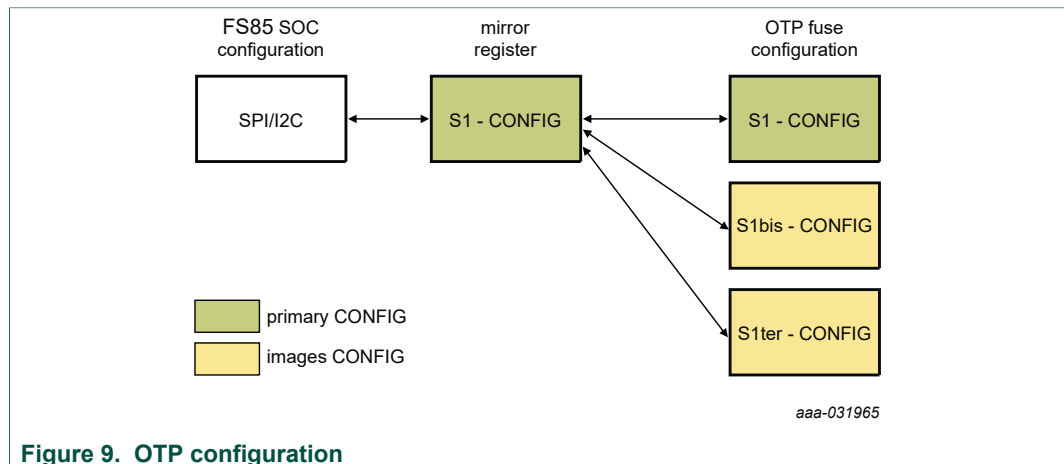 FS85 SOC
configuration
mirror
register
OTP fuse
configuration
SPI/I2C
S1 - CONFIG
S1 - CONFIG
S1bis - CONFIG
S1ter - CONFIG
primary CONFIG
images CONFIG
aaa-031965
Figure 9. OTP configuration